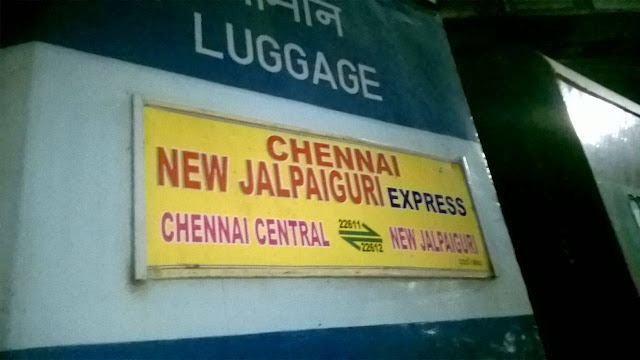 LUGGAGE
CHENNAI
NEW JALPAIGURI EXPRESS
CHENNAI CENTRAL 22611 22612 NEW JALPAIGURI